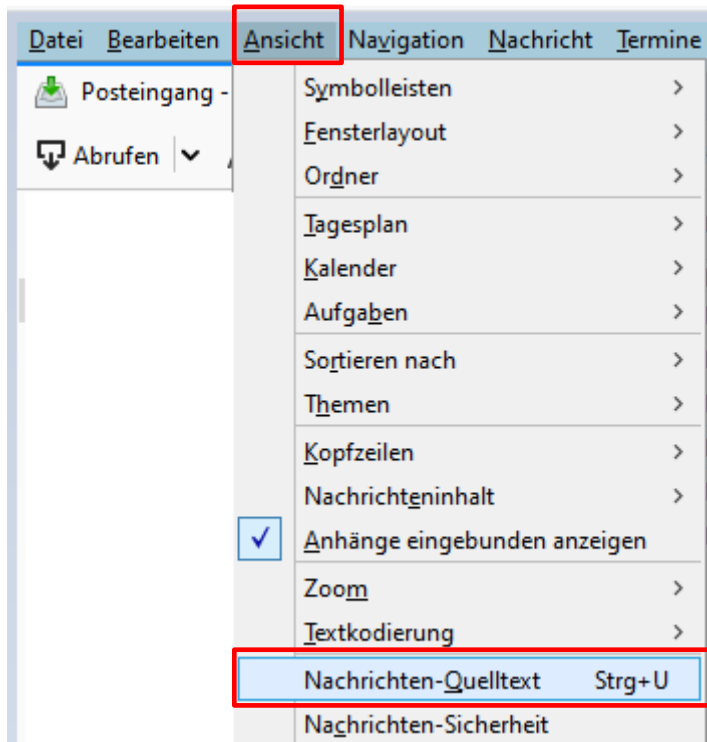 Datei Bearbeiten Ansicht Navigation Nachricht Termine
Posteingang -
Abrufen
Symbolleisten
Fensterlayout
Ordner
Tagesplan
Kalender
Aufgaben
Sortieren nach
Themen
Kopfzeilen
Nachrichteninhalt
Anhänge eingebunden anzeigen
Zoom
Textkodierung
Nachrichten-Quelltext Strg+U
Nachrichten-Sicherheit